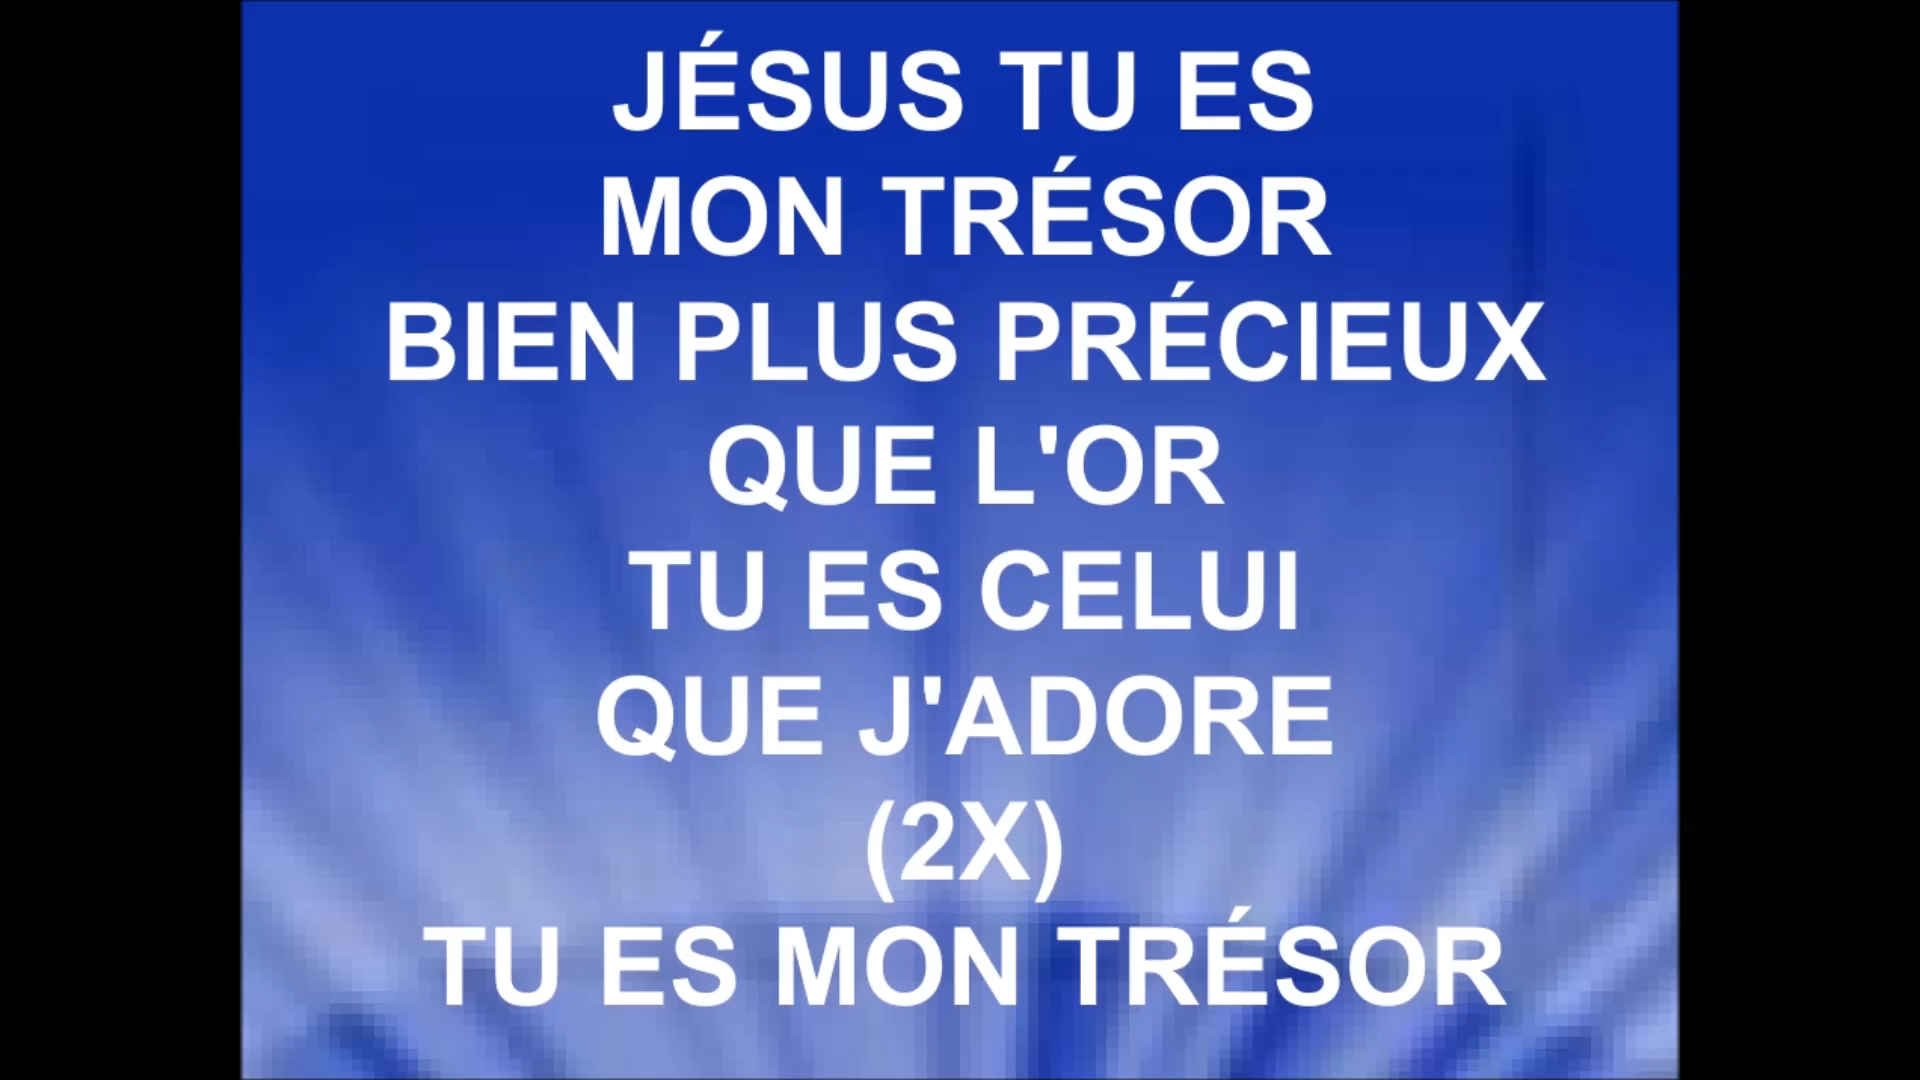 JÉSUS TU ES
MON TRÉSOR
BIEN PLUS PRÉCIEUX
QUE L'OR
TU ES CELUI
QUE J'ADORE
(2X)
TU ES MON TRÉSOR